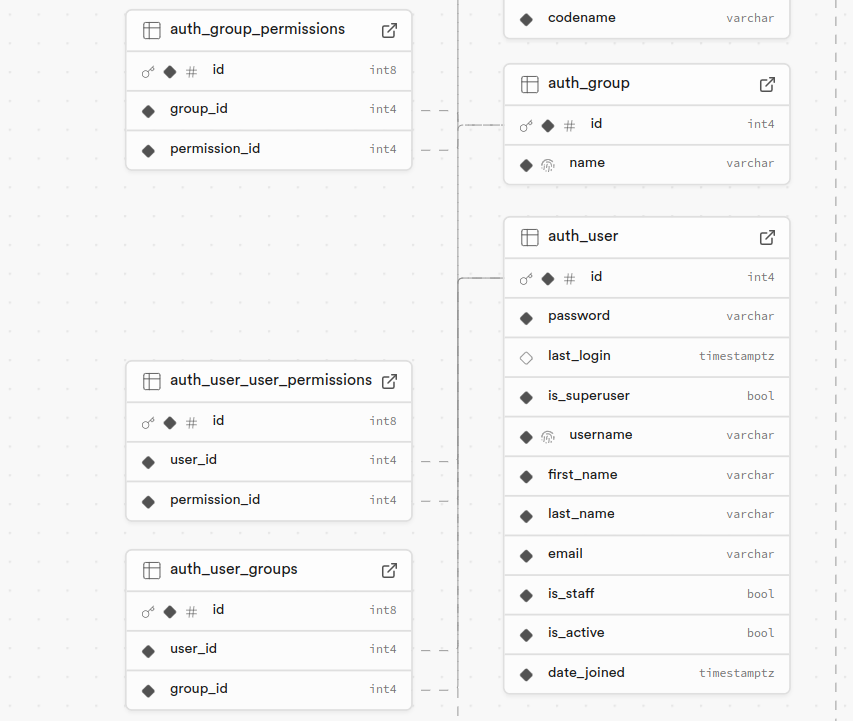 auth_group_permissions
# id int8
group_id int4
permission_id int4
auth_user_user_permissions
# id int8
user_id int4
permission_id int4
auth_user_groups
# id int8
user_id int4
group_id int4
codename varchar
auth_group
# id int4
name varchar
auth_user
# id int4
password varchar
last_login timestamptz
is_superuser bool
username varchar
first_name varchar
last_name varchar
email varchar
is_staff bool
is_active bool
date_joined timestamptz